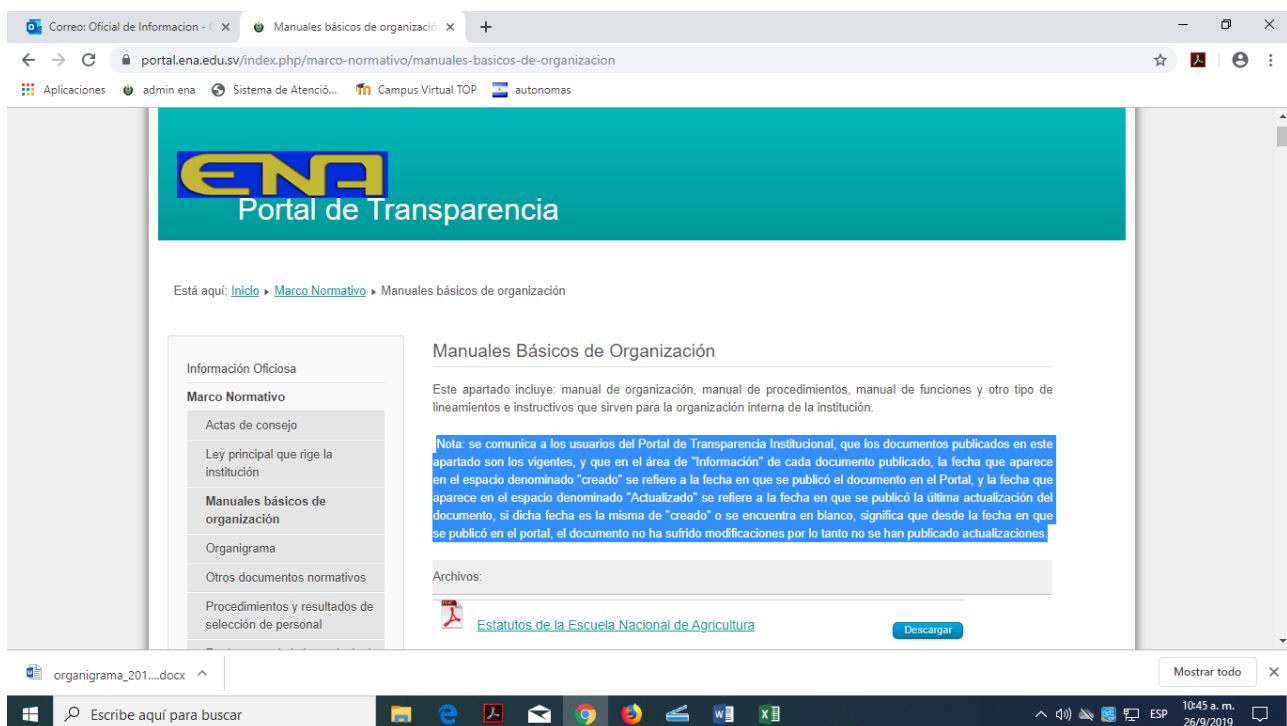 Correo: Oficial de Informacion - O
Manuales básicos de organizació
portal.ena.edu.sv/index.php/marco-normativo/manuales-basicos-de-organizacion
Aplicaciones
admin ena
Sistema de Atenció...
Campus Virtual TOP
autonomas
ENA
Portal de Transparencia
Está aquí: Inicio ▸ Marco Normativo ▸ Manuales básicos de organización
Información Oficiosa
Marco Normativo
Actas de consejo
Ley principal que rige la
institución
Manuales básicos de
organización
Organigrama
Otros documentos normativos
Procedimientos y resultados de
selección de personal
Manuales Básicos de Organización
Este apartado incluye: manual de organización, manual de procedimientos, manual de funciones y otro tipo de
lineamientos e instructivos que sirven para la organización interna de la institución.
Nota: se comunica a los usuarios del Portal de Transparencia Institucional, que los documentos publicados en este
apartado son los vigentes, y que en el área de "Información" de cada documento publicado, la fecha que aparece
en el espacio denominado "creado" se refiere a la fecha en que se publicó el documento en el Portal, y la fecha que
aparece en el espacio denominado "Actualizado" se refiere a la fecha en que se publicó la última actualización del
documento, si dicha fecha es la misma de "creado" o se encuentra en blanco, significa que desde la fecha en que
se publicó en el portal, el documento no ha sufrido modificaciones por lo tanto no se han publicado actualizaciones.
Archivos:
Estatutos de la Escuela Nacional de Agricultura
Descargar
organigrama_201....docx
Mostrar todo
Escribe aquí para buscar
ESP
10:45 a. m.
26/9/2019